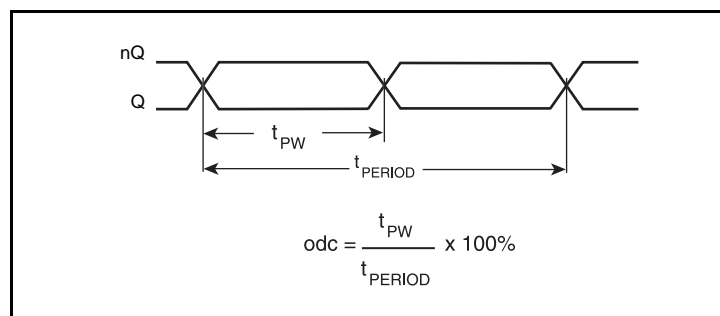 nQ
Q
tPW
tPERIOD
odc = tPW / tPERIOD x 100%